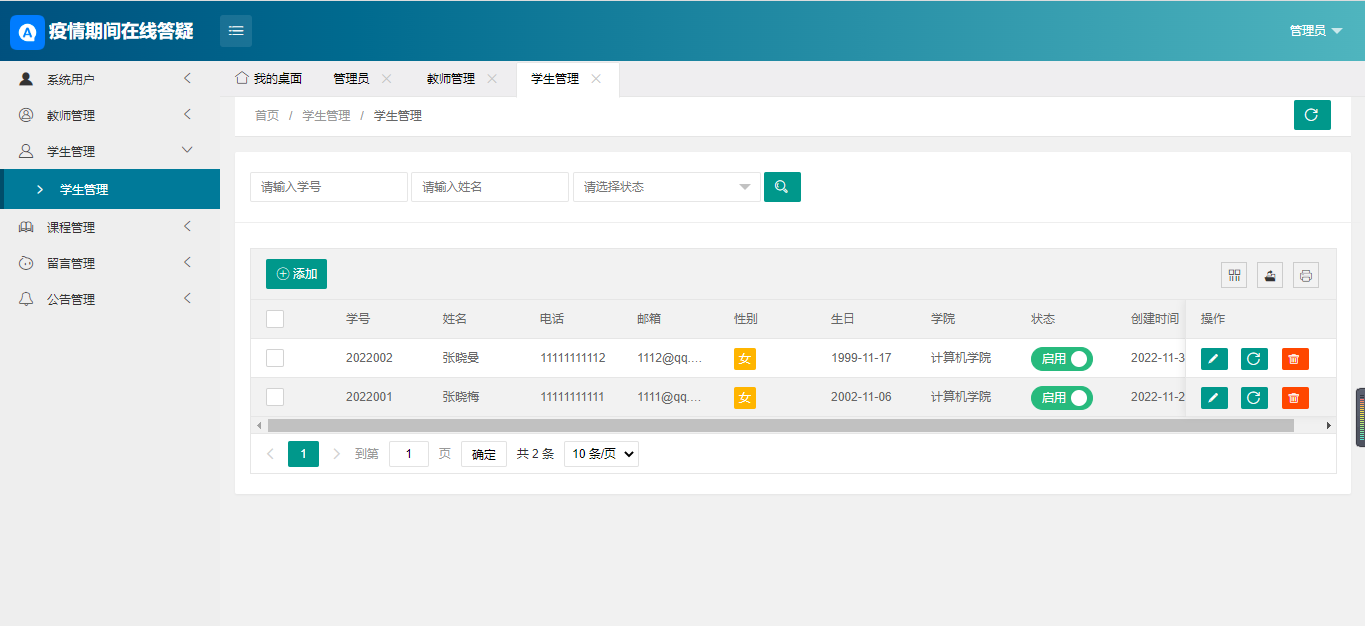 疫情期间在线答疑
管理员
系统用户
教师管理
学生管理
学生管理
课程管理
留言管理
公告管理
我的桌面 管理员 教师管理 学生管理
首页 / 学生管理 / 学生管理
请输入学号 请输入姓名 请选择状态
添加
学号 姓名 电话 邮箱 性别 生日 学院 状态 创建时间 操作
2022002 张晓曼 11111111112 1112@qq.... 女 1999-11-17 计算机学院 启用 2022-11-3
2022001 张晓梅 11111111111 1111@qq.... 女 2002-11-06 计算机学院 启用 2022-11-2
1 到第 1 页 确定 共 2 条 10 条/页